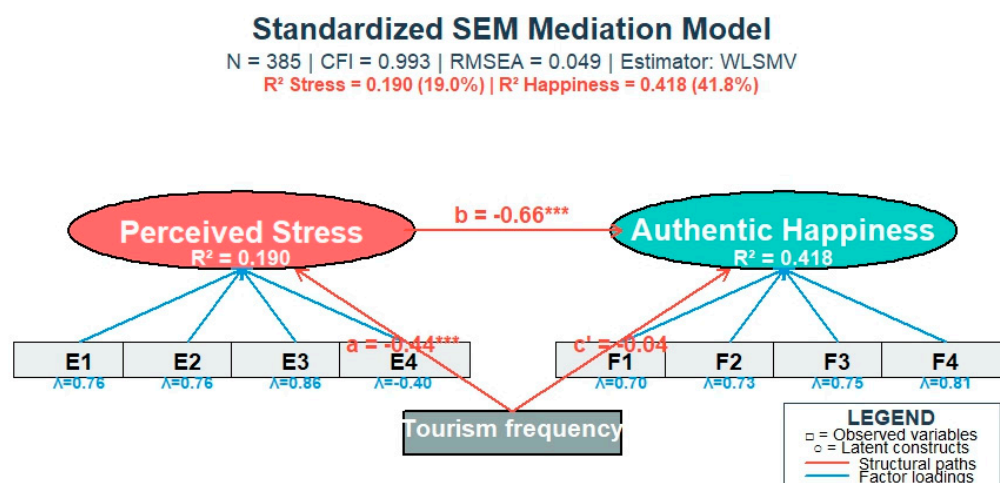 Standardized SEM Mediation Model
N = 385 | CFI = 0.993 | RMSEA = 0.049 | Estimator: WLSMV
R² Stress = 0.190 (19.0%) | R² Happiness = 0.418 (41.8%)
b = -0.66***
Perceived Stress
R² = 0.190
Authentic Happiness
R² = 0.418
a = -0.44***
c' = -0.04
E1
E2
E3
E4
F1
F2
F3
F4
Λ=0.76
Λ=0.76
Λ=0.86
Λ=-0.40
Λ=0.70
Λ=0.73
Λ=0.75
Λ=0.81
Tourism frequency
LEGEND
□ = Observed variables
○ = Latent constructs
Structural paths
Factor loadings